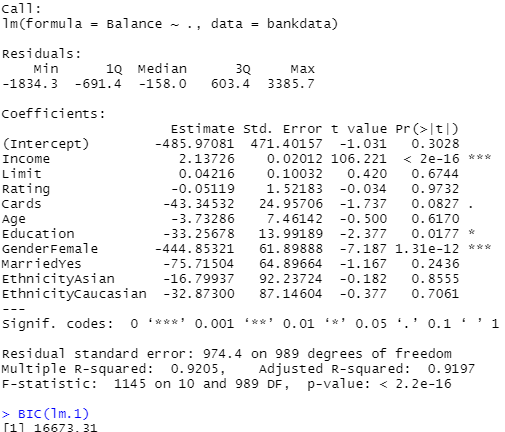 Call:
lm(formula = Balance ~ ., data = bankdata)
Residuals:
Min 1Q Median 3Q Max
-1834.3 -691.4 -158.0 603.4 3385.7
Coefficients:
Estimate Std. Error t value Pr(>|t|)
(Intercept) -485.97081 471.40157 -1.031 0.3028
Income 2.13726 0.02012 106.221 < 2e-16 ***
Limit 0.04216 0.10032 0.420 0.6744
Rating -0.05119 1.52183 -0.034 0.9732
Cards -43.34532 24.95706 -1.737 0.0827 .
Age -3.73286 7.46142 -0.500 0.6170
Education -33.25678 13.99189 -2.377 0.0177 *
GenderFemale -444.85321 61.89888 -7.187 1.31e-12 ***
MarriedYes -75.71504 64.89664 -1.167 0.2436
EthnicityAsian -16.79937 92.23724 -0.182 0.8555
EthnicityCaucasian -32.87300 87.14604 -0.377 0.7061
---
Signif. codes: 0 ‘***’ 0.001 ‘**’ 0.01 ‘*’ 0.05 ‘.’ 0.1 ‘ ’ 1
Residual standard error: 974.4 on 989 degrees of freedom
Multiple R-squared: 0.9205, Adjusted R-squared: 0.9197
F-statistic: 1145 on 10 and 989 DF, p-value: < 2.2e-16
> BIC(lm.1)
[1] 16673.31